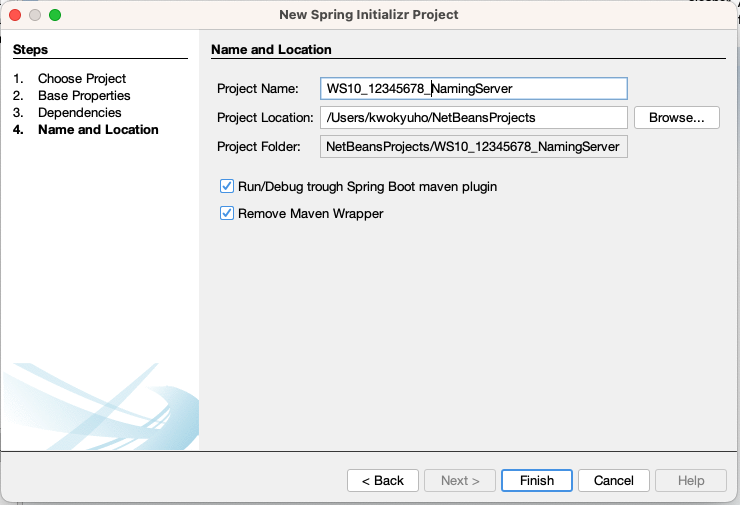 New Spring Initializr Project
Steps
1. Choose Project
2. Base Properties
3. Dependencies
4. Name and Location
Name and Location
Project Name: WS10_12345678_NamingServer
Project Location: /Users/kwokyuho/NetBeansProjects Browse...
Project Folder: NetBeansProjects/WS10_12345678_NamingServer
Run/Debug trough Spring Boot maven plugin
Remove Maven Wrapper
< Back Next > Finish Cancel Help